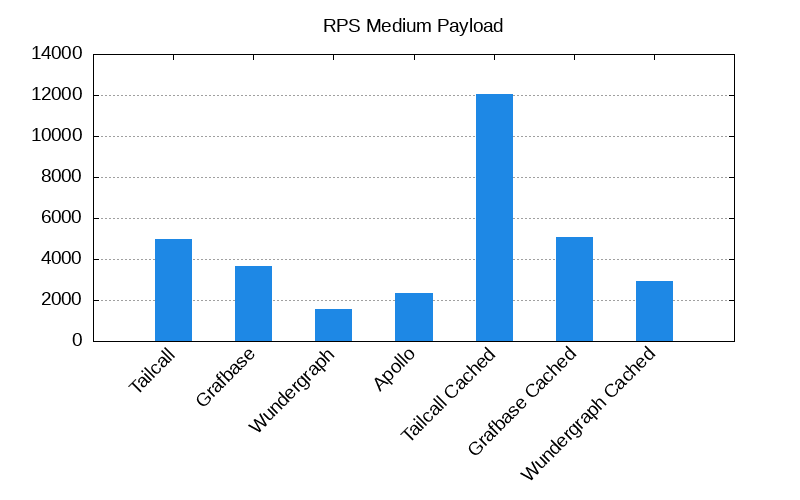 RPS Medium Payload
14000
12000
10000
8000
6000
4000
2000
0
Tailcall
Grafbase
Wundergraph
Apollo
Tailcall Cached
Grafbase Cached
Wundergraph Cached